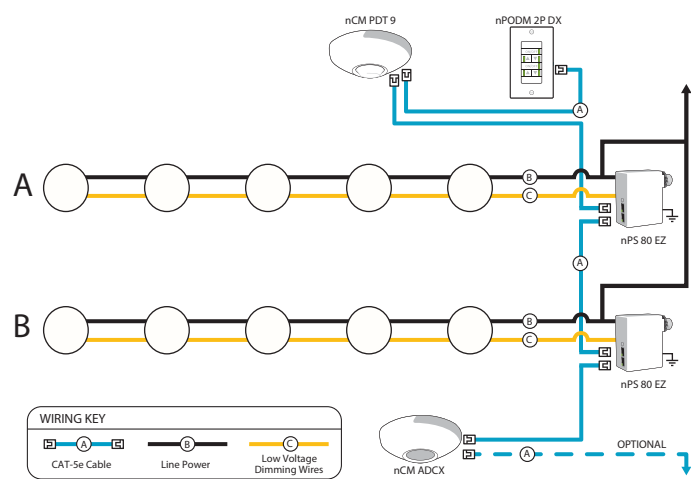 nCM PDT 9
nPODM 2P DX
A
A
B
C
nPS 80 EZ
A
B
B
C
nPS 80 EZ
WIRING KEY
A
B
C
CAT-5e Cable
Line Power
Low Voltage
Dimming Wires
nCM ADCX
A
OPTIONAL